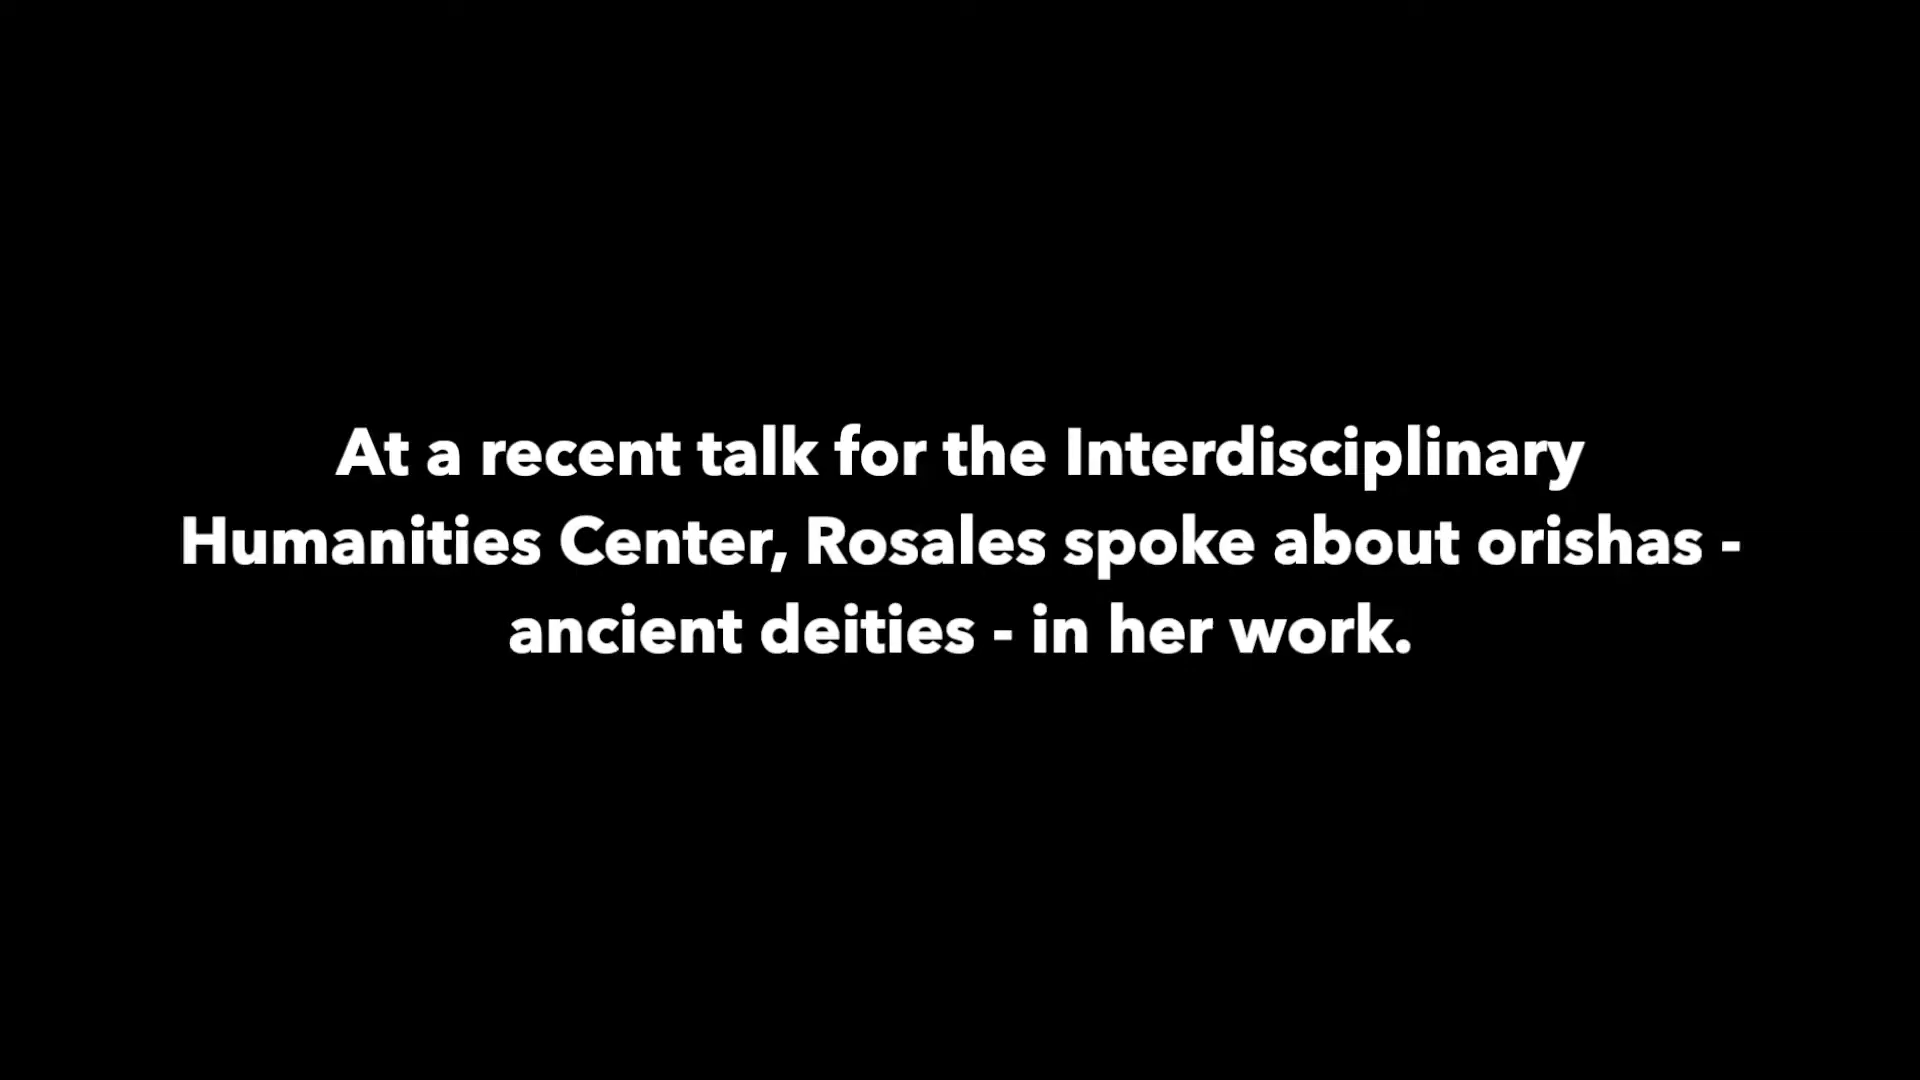 At a recent talk for the Interdisciplinary
Humanities Center, Rosales spoke about orishas -
ancient deities - in her work.